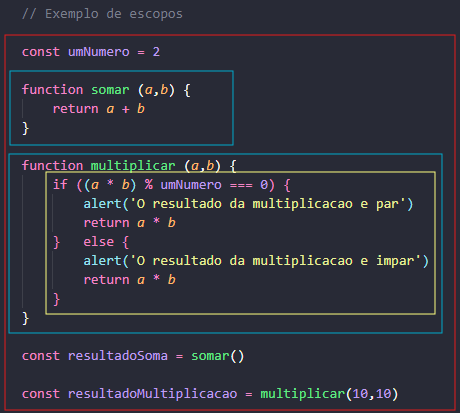 // Exemplo de escopos
const umNumero = 2
function somar (a,b) {
return a + b
}
function multiplicar (a,b) {
if ((a * b) % umNumero === 0) {
alert('O resultado da multiplicacao e par')
return a * b
} else {
alert('O resultado da multiplicacao e impar')
return a * b
}
}
const resultadoSoma = somar()
const resultadoMultiplicacao = multiplicar(10,10)